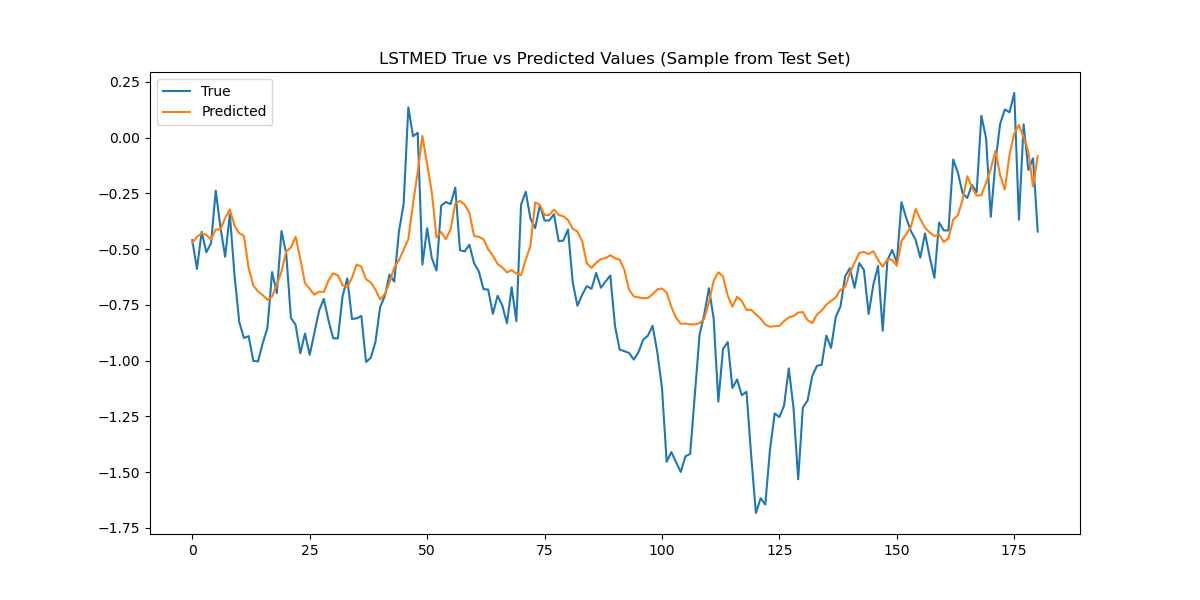 LSTMED True vs Predicted Values (Sample from Test Set)
True
Predicted
0.25
0.00
−0.25
−0.50
−0.75
−1.00
−1.25
−1.50
−1.75
0 25 50 75 100 125 150 175